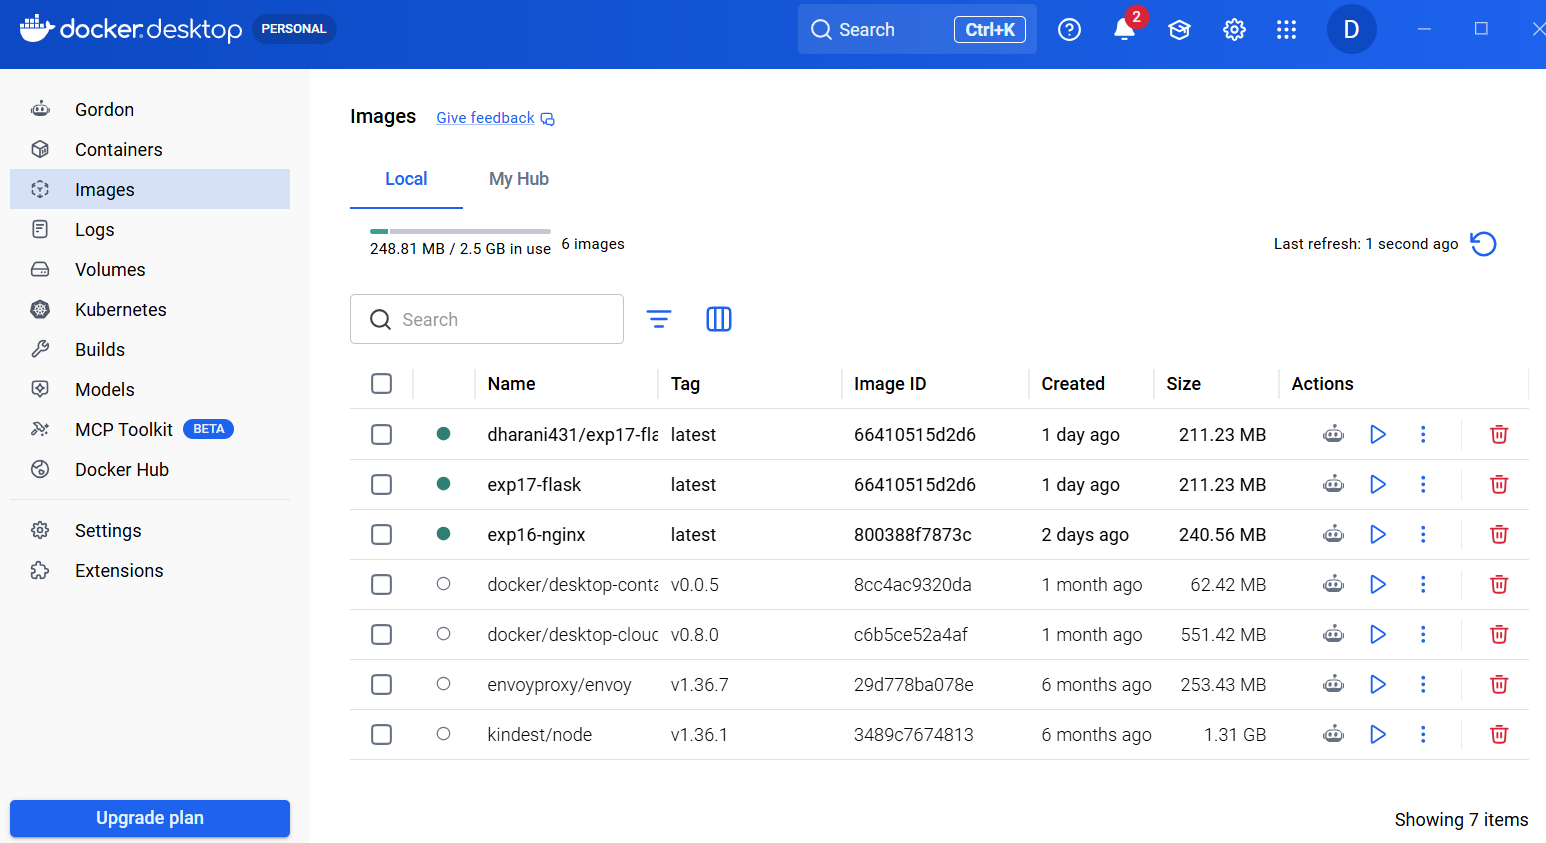 docker.desktop PERSONAL Search Ctrl+K 2 D
Gordon
Containers
Images
Logs
Volumes
Kubernetes
Builds
Models
MCP Toolkit BETA
Docker Hub
Settings
Extensions
Upgrade plan
Images Give feedback
Local My Hub
248.81 MB / 2.5 GB in use 6 images Last refresh: 1 second ago
Search
Name Tag Image ID Created Size Actions
dharani431/exp17-fla latest 66410515d2d6 1 day ago 211.23 MB
exp17-flask latest 66410515d2d6 1 day ago 211.23 MB
exp16-nginx latest 800388f7873c 2 days ago 240.56 MB
docker/desktop-conta v0.0.5 8cc4ac9320da 1 month ago 62.42 MB
docker/desktop-cloud v0.8.0 c6b5ce52a4af 1 month ago 551.42 MB
envoyproxy/envoy v1.36.7 29d778ba078e 6 months ago 253.43 MB
kindest/node v1.36.1 3489c7674813 6 months ago 1.31 GB
Showing 7 items